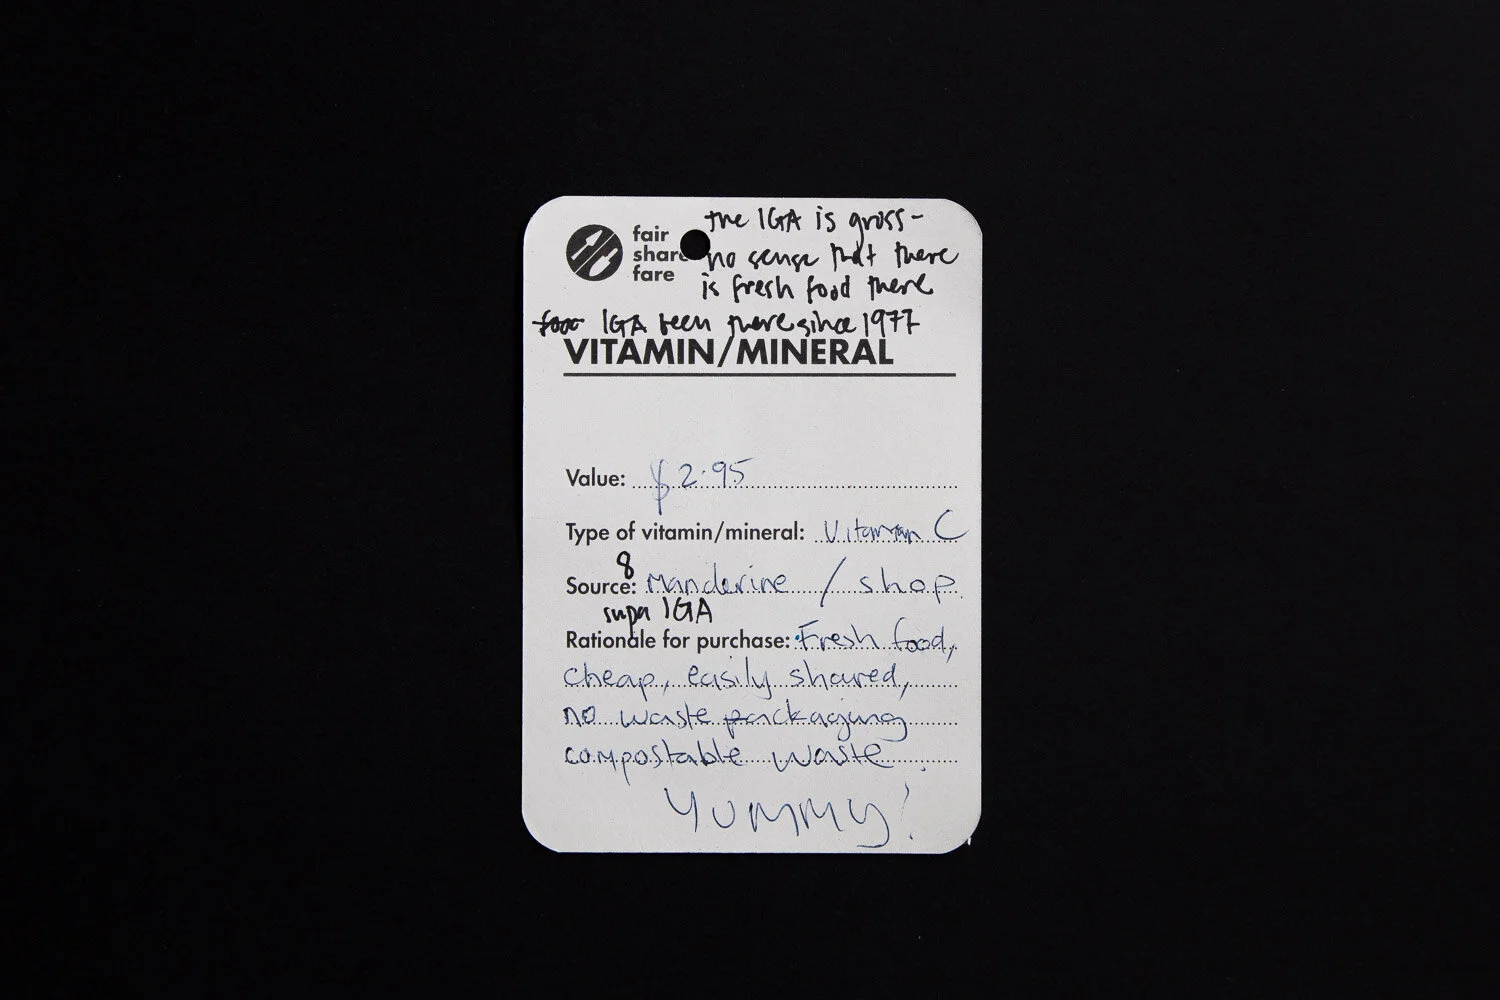 fair
share
fare
the IGA is gross -
no sense that there
is fresh food there
food IGA been there since 1977
VITAMIN/MINERAL
Value: $2.95
Type of vitamin/mineral: Vitamin C
8
Source: Manderine / shop
supa IGA
Rationale for purchase: Fresh food,
cheap, easily shared,
no waste packaging
compostable waste.
YUMMY!